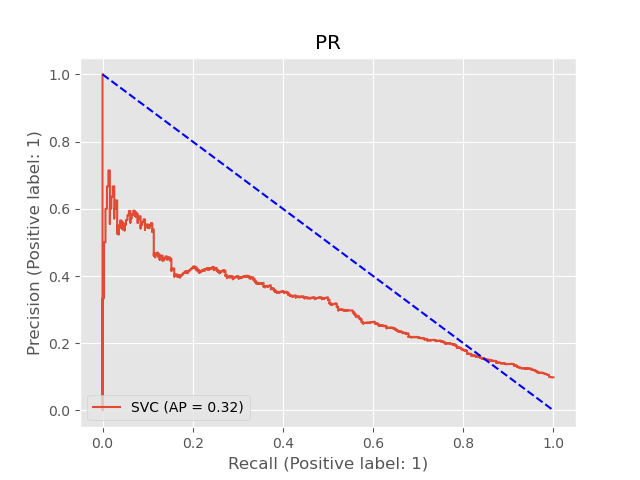 PR
Precision (Positive label: 1)
1.0
0.8
0.6
0.4
0.2
0.0
SVC (AP = 0.32)
0.0 0.2 0.4 0.6 0.8 1.0
Recall (Positive label: 1)